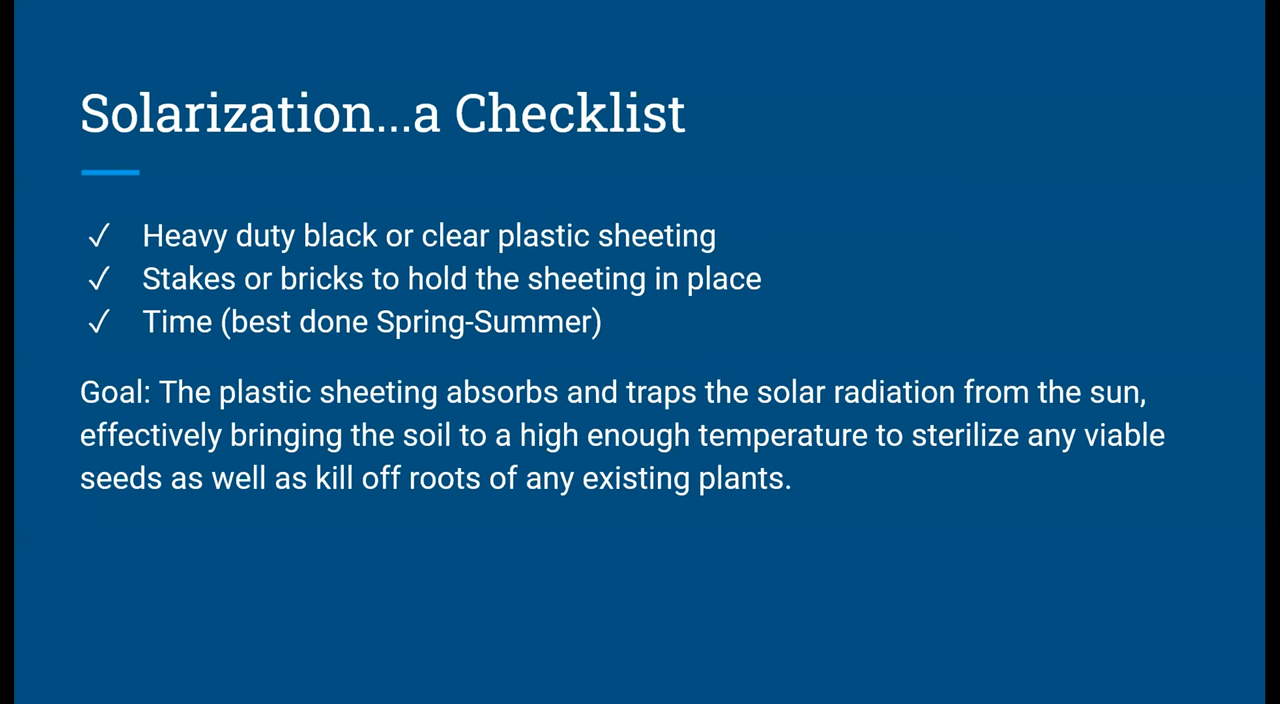 Solarization...a Checklist
✓ Heavy duty black or clear plastic sheeting
✓ Stakes or bricks to hold the sheeting in place
✓ Time (best done Spring-Summer)
Goal: The plastic sheeting absorbs and traps the solar radiation from the sun,
effectively bringing the soil to a high enough temperature to sterilize any viable
seeds as well as kill off roots of any existing plants.